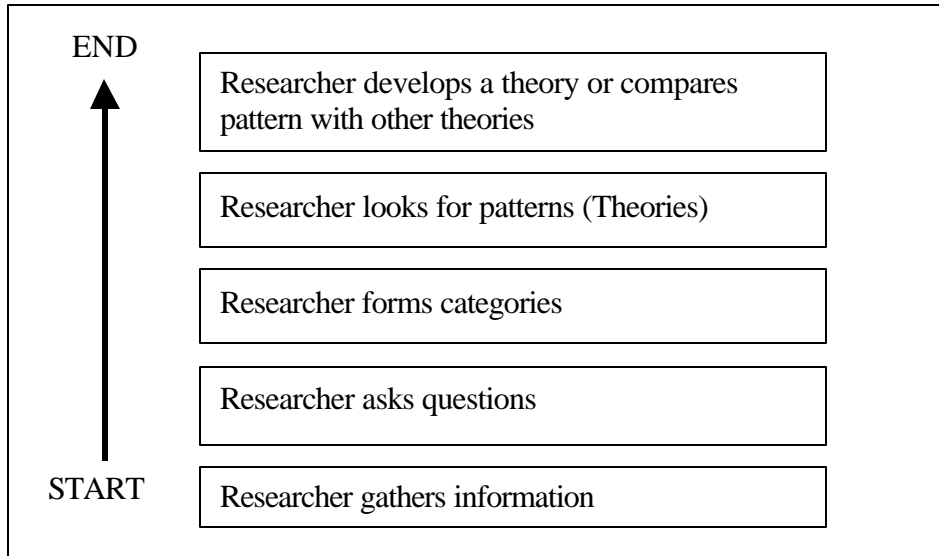 END
Researcher develops a theory or compares
pattern with other theories
Researcher looks for patterns (Theories)
Researcher forms categories
Researcher asks questions
START
Researcher gathers information